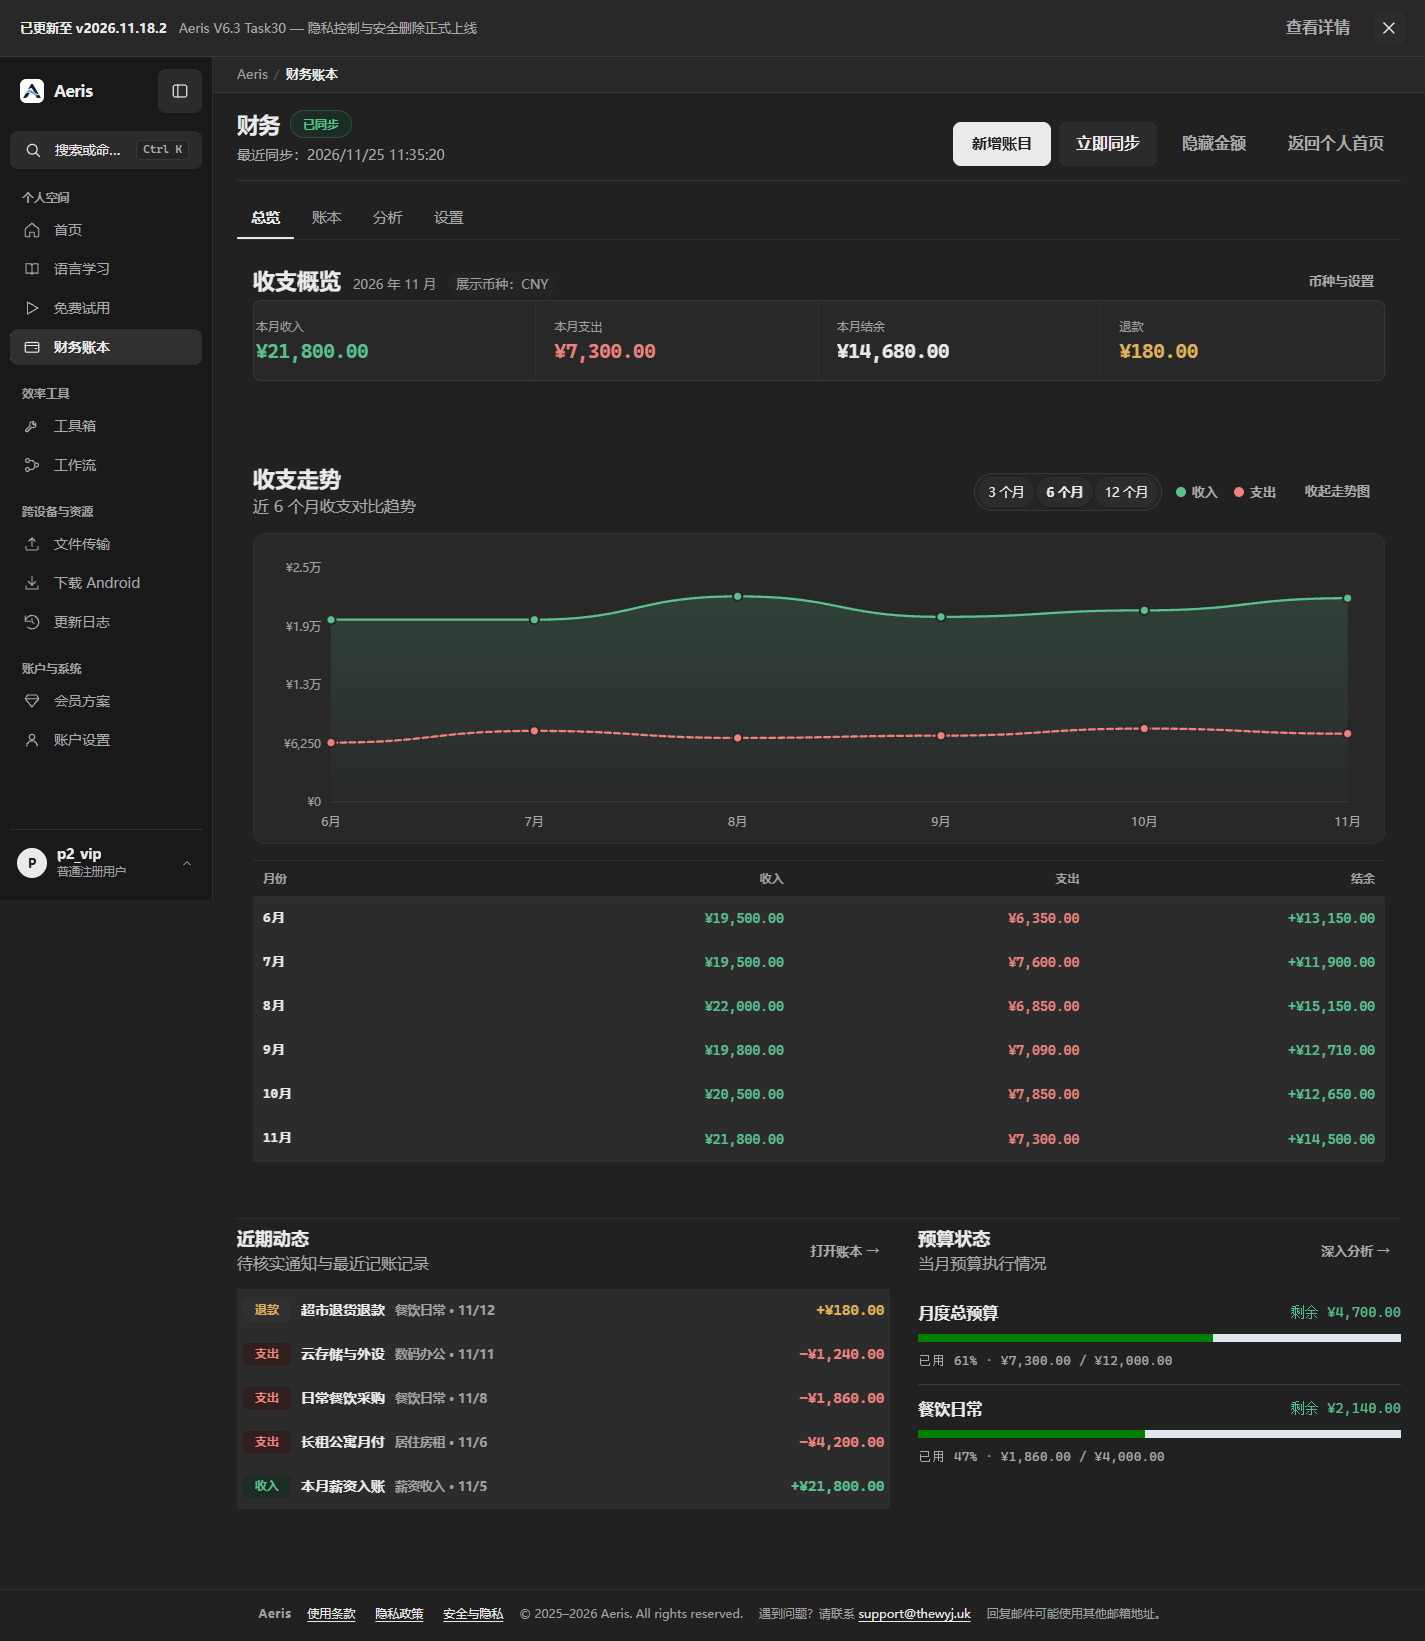 已更新至 v2026.11.18.2 Aeris V6.3 Task30 — 隐私控制与安全删除正式上线 查看详情
Aeris
搜索或命... Ctrl K
个人空间
首页
语言学习
免费试用
财务账本
效率工具
工具箱
工作流
跨设备与资源
文件传输
下载 Android
更新日志
账户与系统
会员方案
账户设置
P p2_vip
普通注册用户
Aeris / 财务账本
财务 已同步
最近同步：2026/11/25 11:35:20
新增账目 立即同步 隐藏金额 返回个人首页
总览 账本 分析 设置
收支概览 2026 年 11 月 展示币种：CNY 币种与设置
本月收入 本月支出 本月结余 退款
¥21,800.00 ¥7,300.00 ¥14,680.00 ¥180.00
收支走势
近 6 个月收支对比趋势
3 个月 6 个月 12 个月 收入 支出 收起走势图
¥2.5万
¥1.9万
¥1.3万
¥6,250
¥0
6月 7月 8月 9月 10月 11月
月份 收入 支出 结余
6月 ¥19,500.00 ¥6,350.00 +¥13,150.00
7月 ¥19,500.00 ¥7,600.00 +¥11,900.00
8月 ¥22,000.00 ¥6,850.00 +¥15,150.00
9月 ¥19,800.00 ¥7,090.00 +¥12,710.00
10月 ¥20,500.00 ¥7,850.00 +¥12,650.00
11月 ¥21,800.00 ¥7,300.00 +¥14,500.00
近期动态
待核实通知与最近记账记录
打开账本 →
退款 超市退货退款 餐饮日常 • 11/12 +¥180.00
支出 云存储与外设 数码办公 • 11/11 −¥1,240.00
支出 日常餐饮采购 餐饮日常 • 11/8 −¥1,860.00
支出 长租公寓月付 居住房租 • 11/6 −¥4,200.00
收入 本月薪资入账 薪资收入 • 11/5 +¥21,800.00
预算状态
当月预算执行情况
深入分析 →
月度总预算 剩余 ¥4,700.00
已用 61% · ¥7,300.00 / ¥12,000.00
餐饮日常 剩余 ¥2,140.00
已用 47% · ¥1,860.00 / ¥4,000.00
Aeris 使用条款 隐私政策 安全与隐私 © 2025–2026 Aeris. All rights reserved. 遇到问题？请联系 support@thewyj.uk 回复邮件可能使用其他邮箱地址。